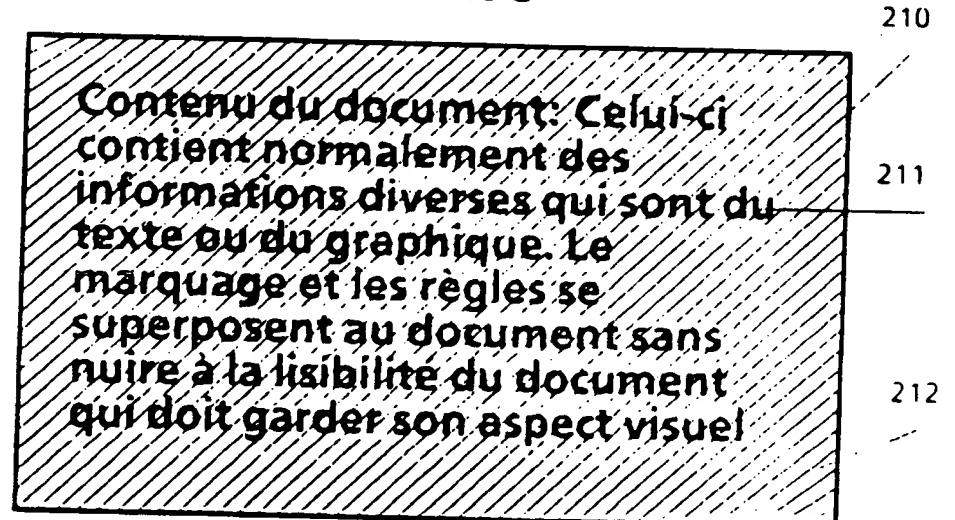 210
Contenu du document: Celui-ci
contient normalement des
211
informations diverses qui sont du
texte ou du graphique. Le
marquage et les règles se
superposent au document sans
nuire à la lisibilité du document
212
qui doit garder son aspect visuel